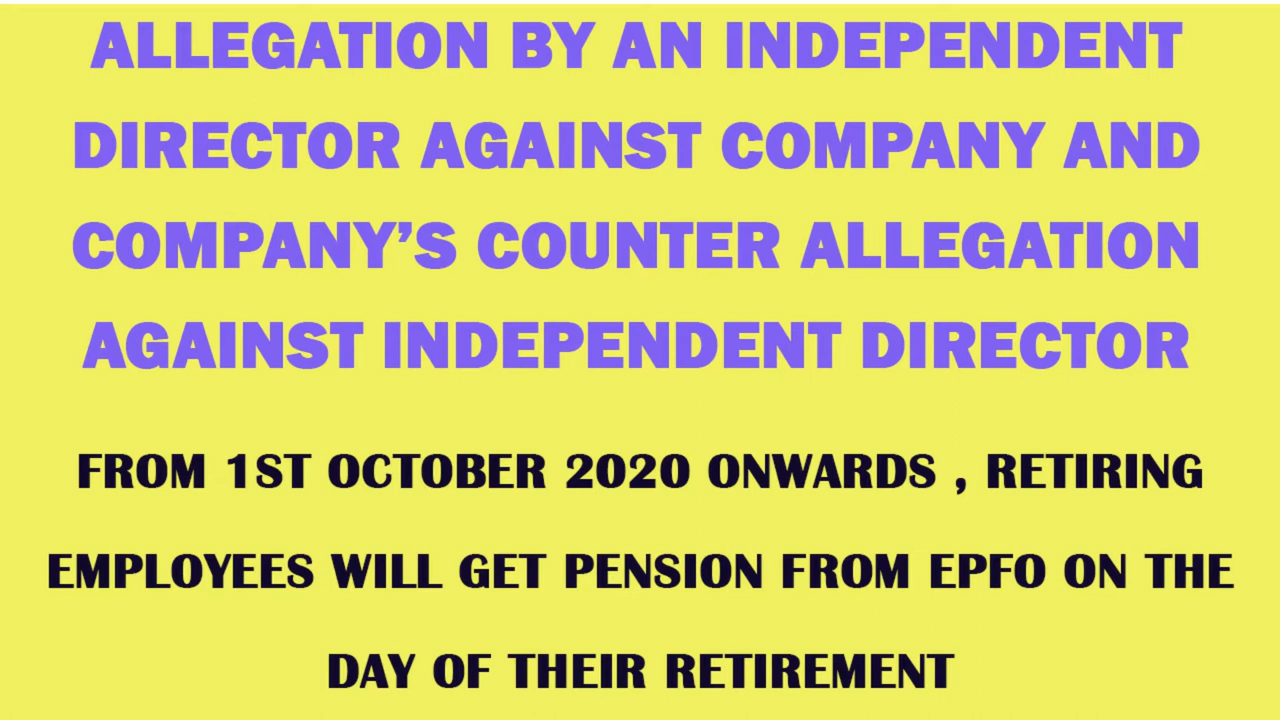 ALLEGATION BY AN INDEPENDENT
DIRECTOR AGAINST COMPANY AND
COMPANY’S COUNTER ALLEGATION
AGAINST INDEPENDENT DIRECTOR
FROM 1ST OCTOBER 2020 ONWARDS , RETIRING
EMPLOYEES WILL GET PENSION FROM EPFO ON THE
DAY OF THEIR RETIREMENT